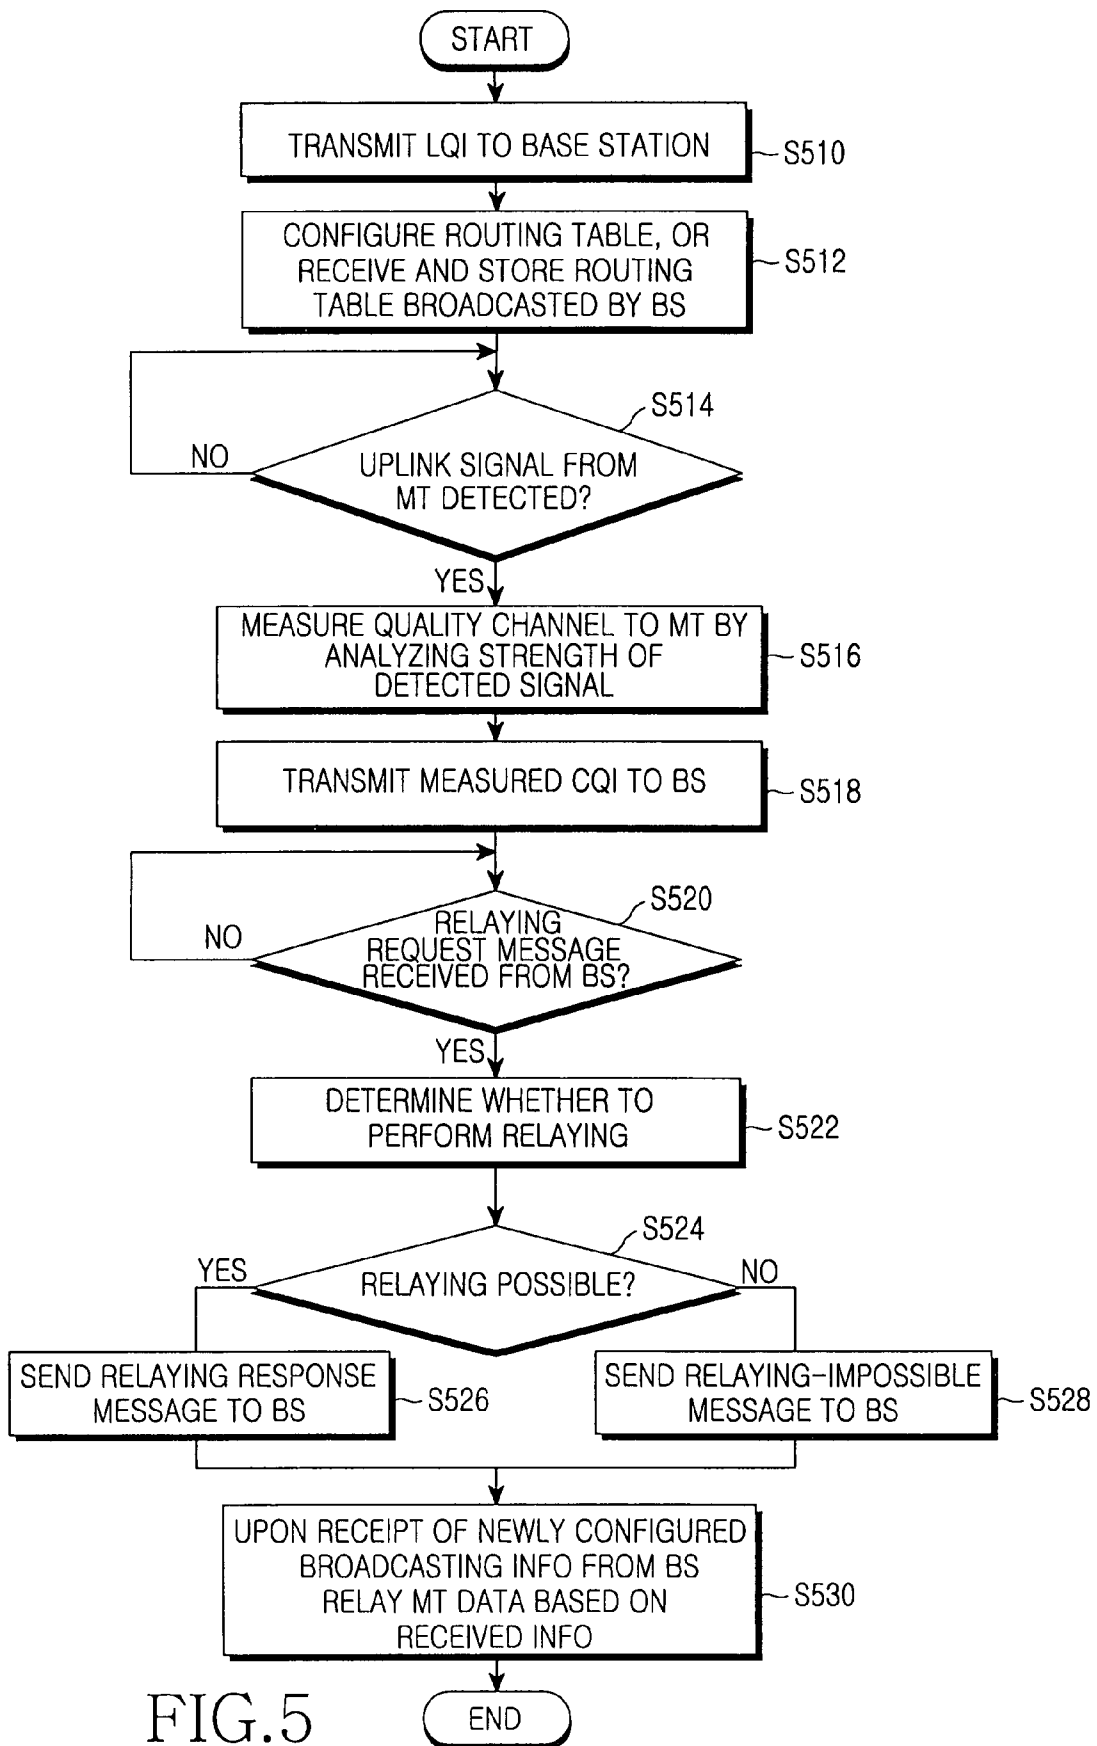 START
TRANSMIT LQI TO BASE STATION
S510
CONFIGURE ROUTING TABLE, OR
RECEIVE AND STORE ROUTING
TABLE BROADCASTED BY BS
S512
S514
NO
UPLINK SIGNAL FROM
MT DETECTED?
YES
MEASURE QUALITY CHANNEL TO MT BY
ANALYZING STRENGTH OF
DETECTED SIGNAL
S516
TRANSMIT MEASURED CQI TO BS
S518
S520
NO
RELAYING
REQUEST MESSAGE
RECEIVED FROM BS?
YES
DETERMINE WHETHER TO
PERFORM RELAYING
S522
S524
YES
RELAYING POSSIBLE?
NO
SEND RELAYING RESPONSE
MESSAGE TO BS
S526
SEND RELAYING-IMPOSSIBLE
MESSAGE TO BS
S528
UPON RECEIPT OF NEWLY CONFIGURED
BROADCASTING INFO FROM BS
RELAY MT DATA BASED ON
RECEIVED INFO
S530
END
FIG.5